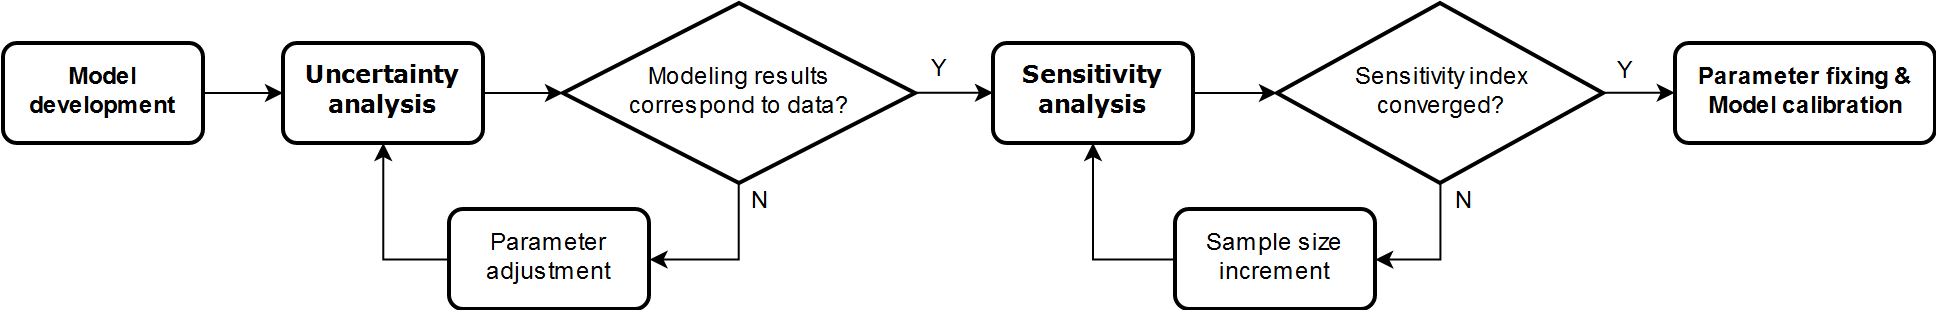 Model
development
Uncertainty
analysis
Modeling results
correspond to data?
Y
N
Parameter
adjustment
Sensitivity
analysis
Sensitivity index
converged?
Y
N
Sample size
increment
Parameter fixing &
Model calibration